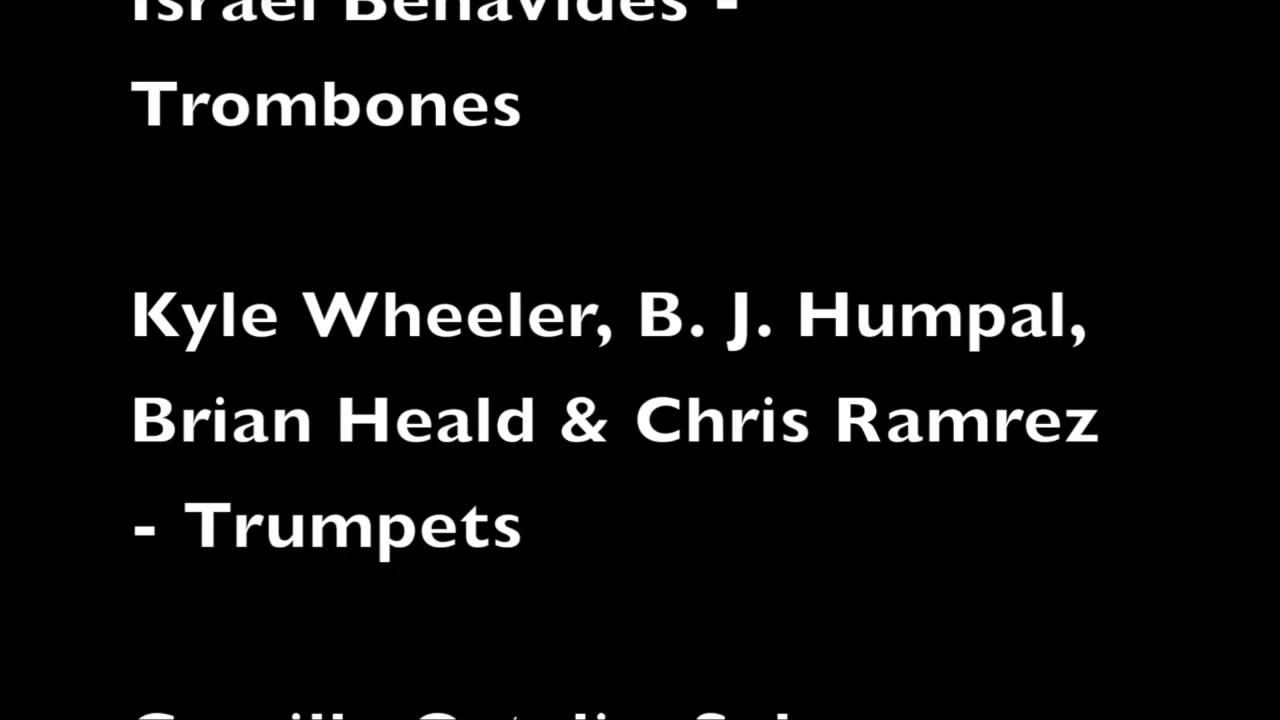 Israel Benavides -
Trombones
Kyle Wheeler, B. J. Humpal,
Brian Heald & Chris Ramrez
- Trumpets